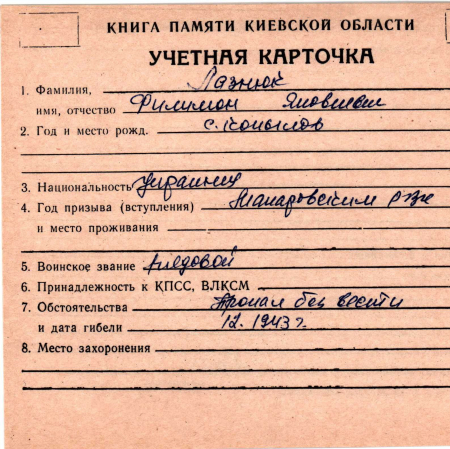 КНИГА ПАМЯТИ КИЕВСКОЙ ОБЛАСТИ
УЧЕТНАЯ КАРТОЧКА
1. Фамилия, Лазнюк
имя, отчество Филимон Яковлевич
2. Год и место рожд. с. Копылов
3. Национальность украинец
4. Год призыва (вступления) Макаровским РВК
и место проживания
5. Воинское звание рядовой
6. Принадлежность к КПСС, ВЛКСМ
7. Обстоятельства пропал без вести
и дата гибели 12. 1943 г.
8. Место захоронения